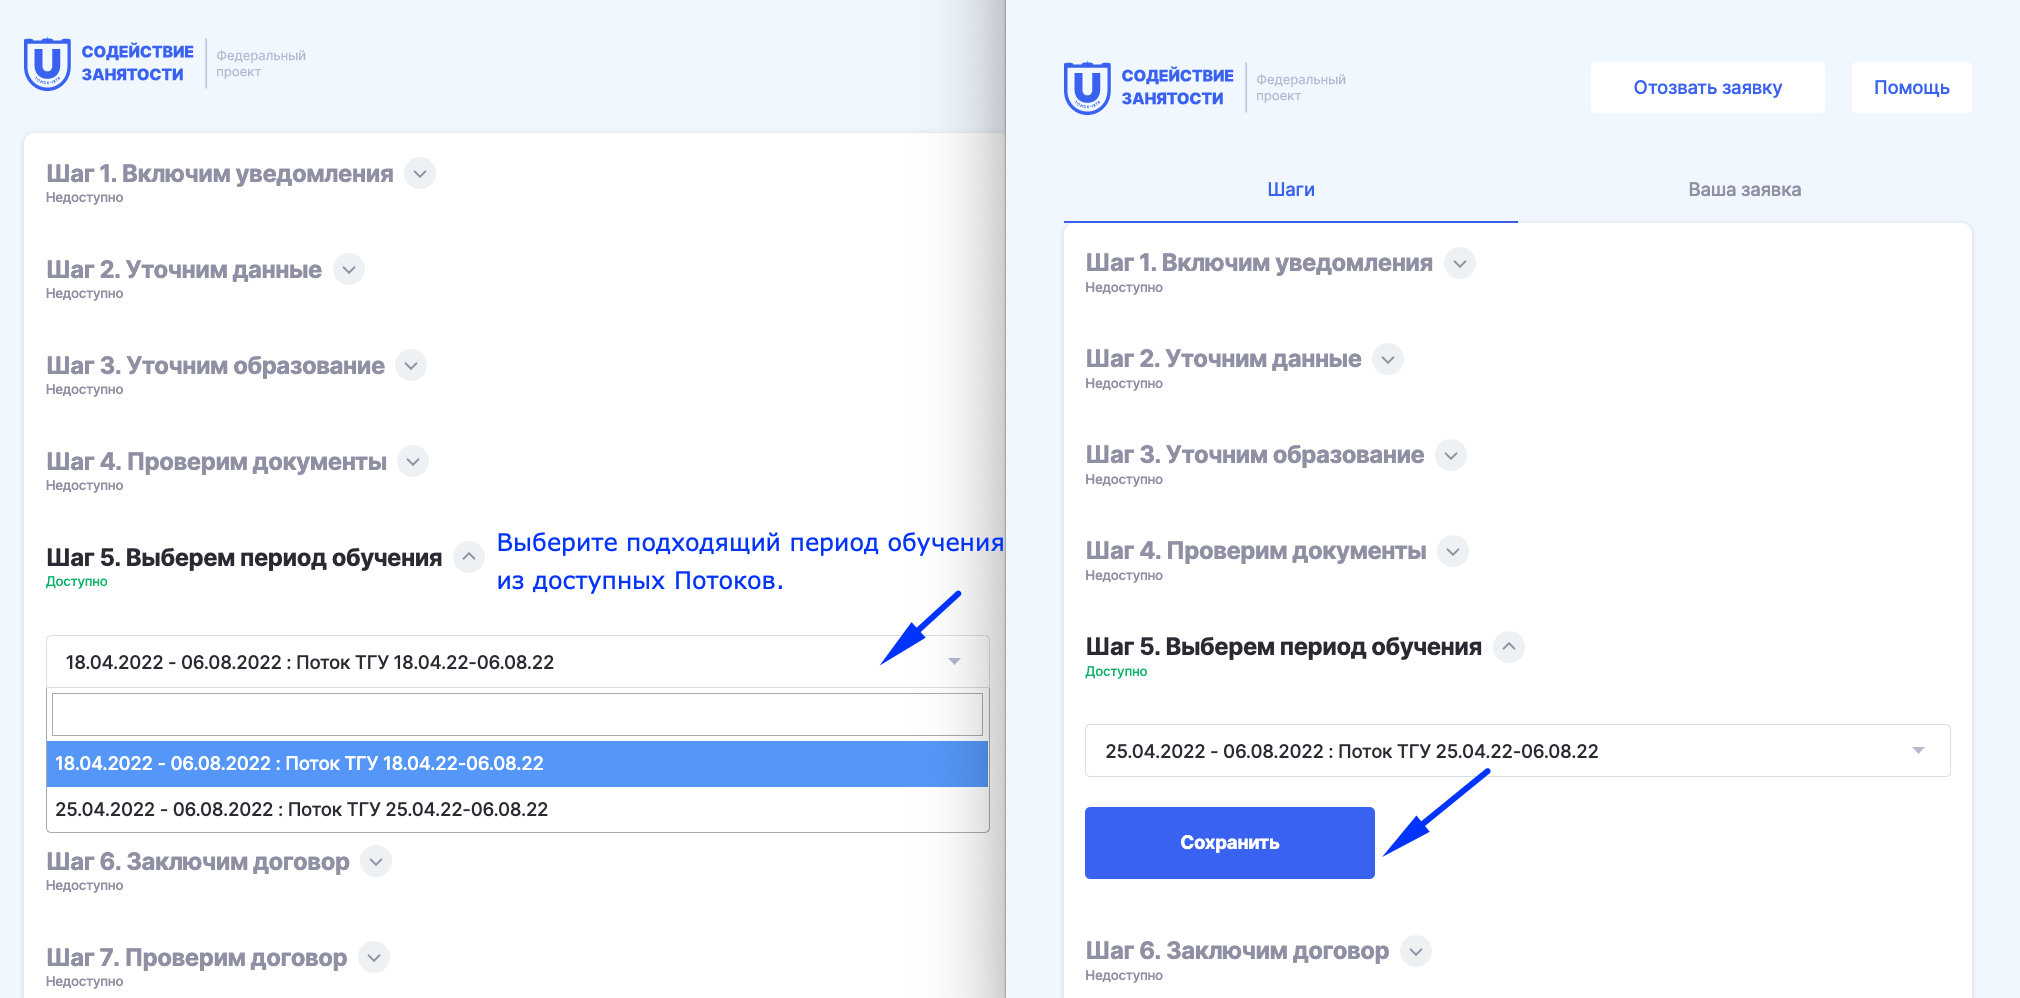 СОДЕЙСТВИЕ
ЗАНЯТОСТИ
Федеральный
проект
Шаг 1. Включим уведомления
Недоступно
Шаг 2. Уточним данные
Недоступно
Шаг 3. Уточним образование
Недоступно
Шаг 4. Проверим документы
Недоступно
Шаг 5. Выберем период обучения
Доступно
Выберите подходящий период обучения
из доступных Потоков.
18.04.2022 - 06.08.2022 : Поток ТГУ 18.04.22-06.08.22
18.04.2022 - 06.08.2022 : Поток ТГУ 18.04.22-06.08.22
25.04.2022 - 06.08.2022 : Поток ТГУ 25.04.22-06.08.22
Шаг 6. Заключим договор
Недоступно
Шаг 7. Проверим договор
Недоступно
СОДЕЙСТВИЕ
ЗАНЯТОСТИ
Федеральный
проект
Отозвать заявку
Помощь
Шаги
Ваша заявка
Шаг 1. Включим уведомления
Недоступно
Шаг 2. Уточним данные
Недоступно
Шаг 3. Уточним образование
Недоступно
Шаг 4. Проверим документы
Недоступно
Шаг 5. Выберем период обучения
Доступно
25.04.2022 - 06.08.2022 : Поток ТГУ 25.04.22-06.08.22
Сохранить
Шаг 6. Заключим договор
Недоступно